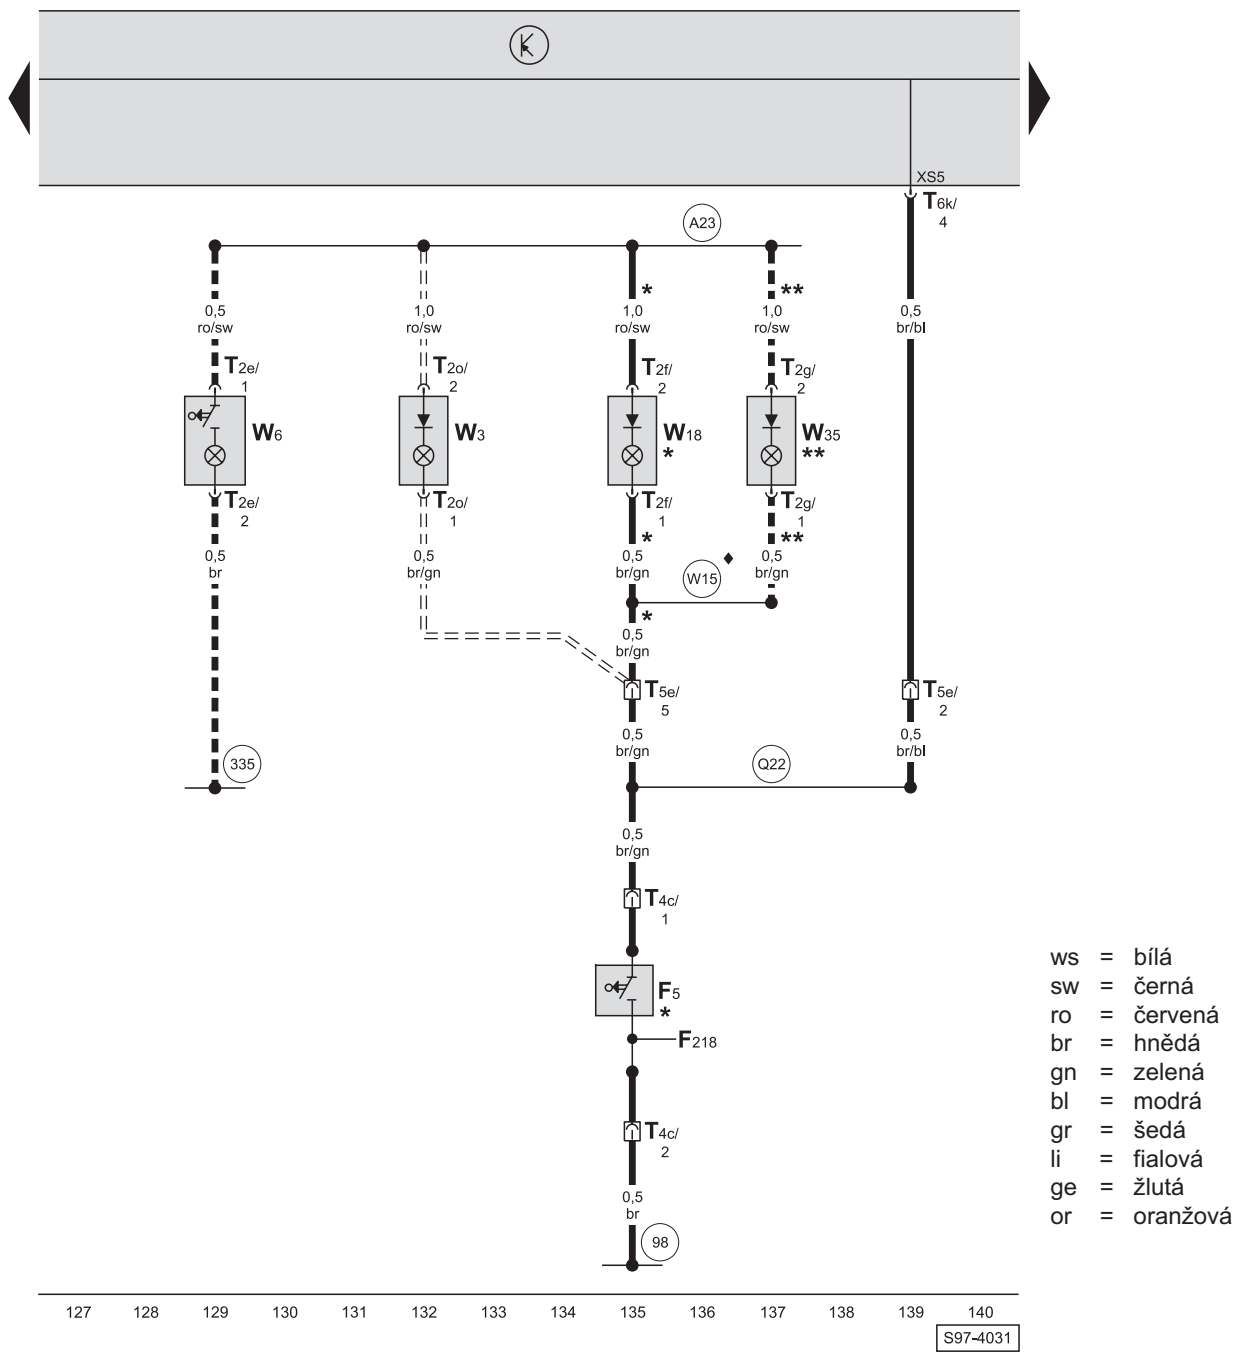 XS5
T6k/
4
A23
*
**
0,5
ro/sw
1,0
ro/sw
1,0
ro/sw
1,0
ro/sw
0,5
br/bl
T2e/
1
T2o/
2
T2f/
2
T2g/
2
W6
W3
W18
*
W35
**
T2e/
2
T2o/
1
T2f/
1
*
T2g/
1
**
0,5
br
0,5
br/gn
0,5
br/gn
W15
♦
0,5
br/gn
*
0,5
br/gn
T5e/
5
T5e/
2
0,5
br/gn
0,5
br/bl
335
Q22
0,5
br/gn
T4c/
1
F5
*
F218
T4c/
2
0,5
br
98
ws = bílá
sw = černá
ro = červená
br = hnědá
gn = zelená
bl = modrá
gr = šedá
li = fialová
ge = žlutá
or = oranžová
127 128 129 130 131 132 133 134 135 136 137 138 139 140
S97-4031